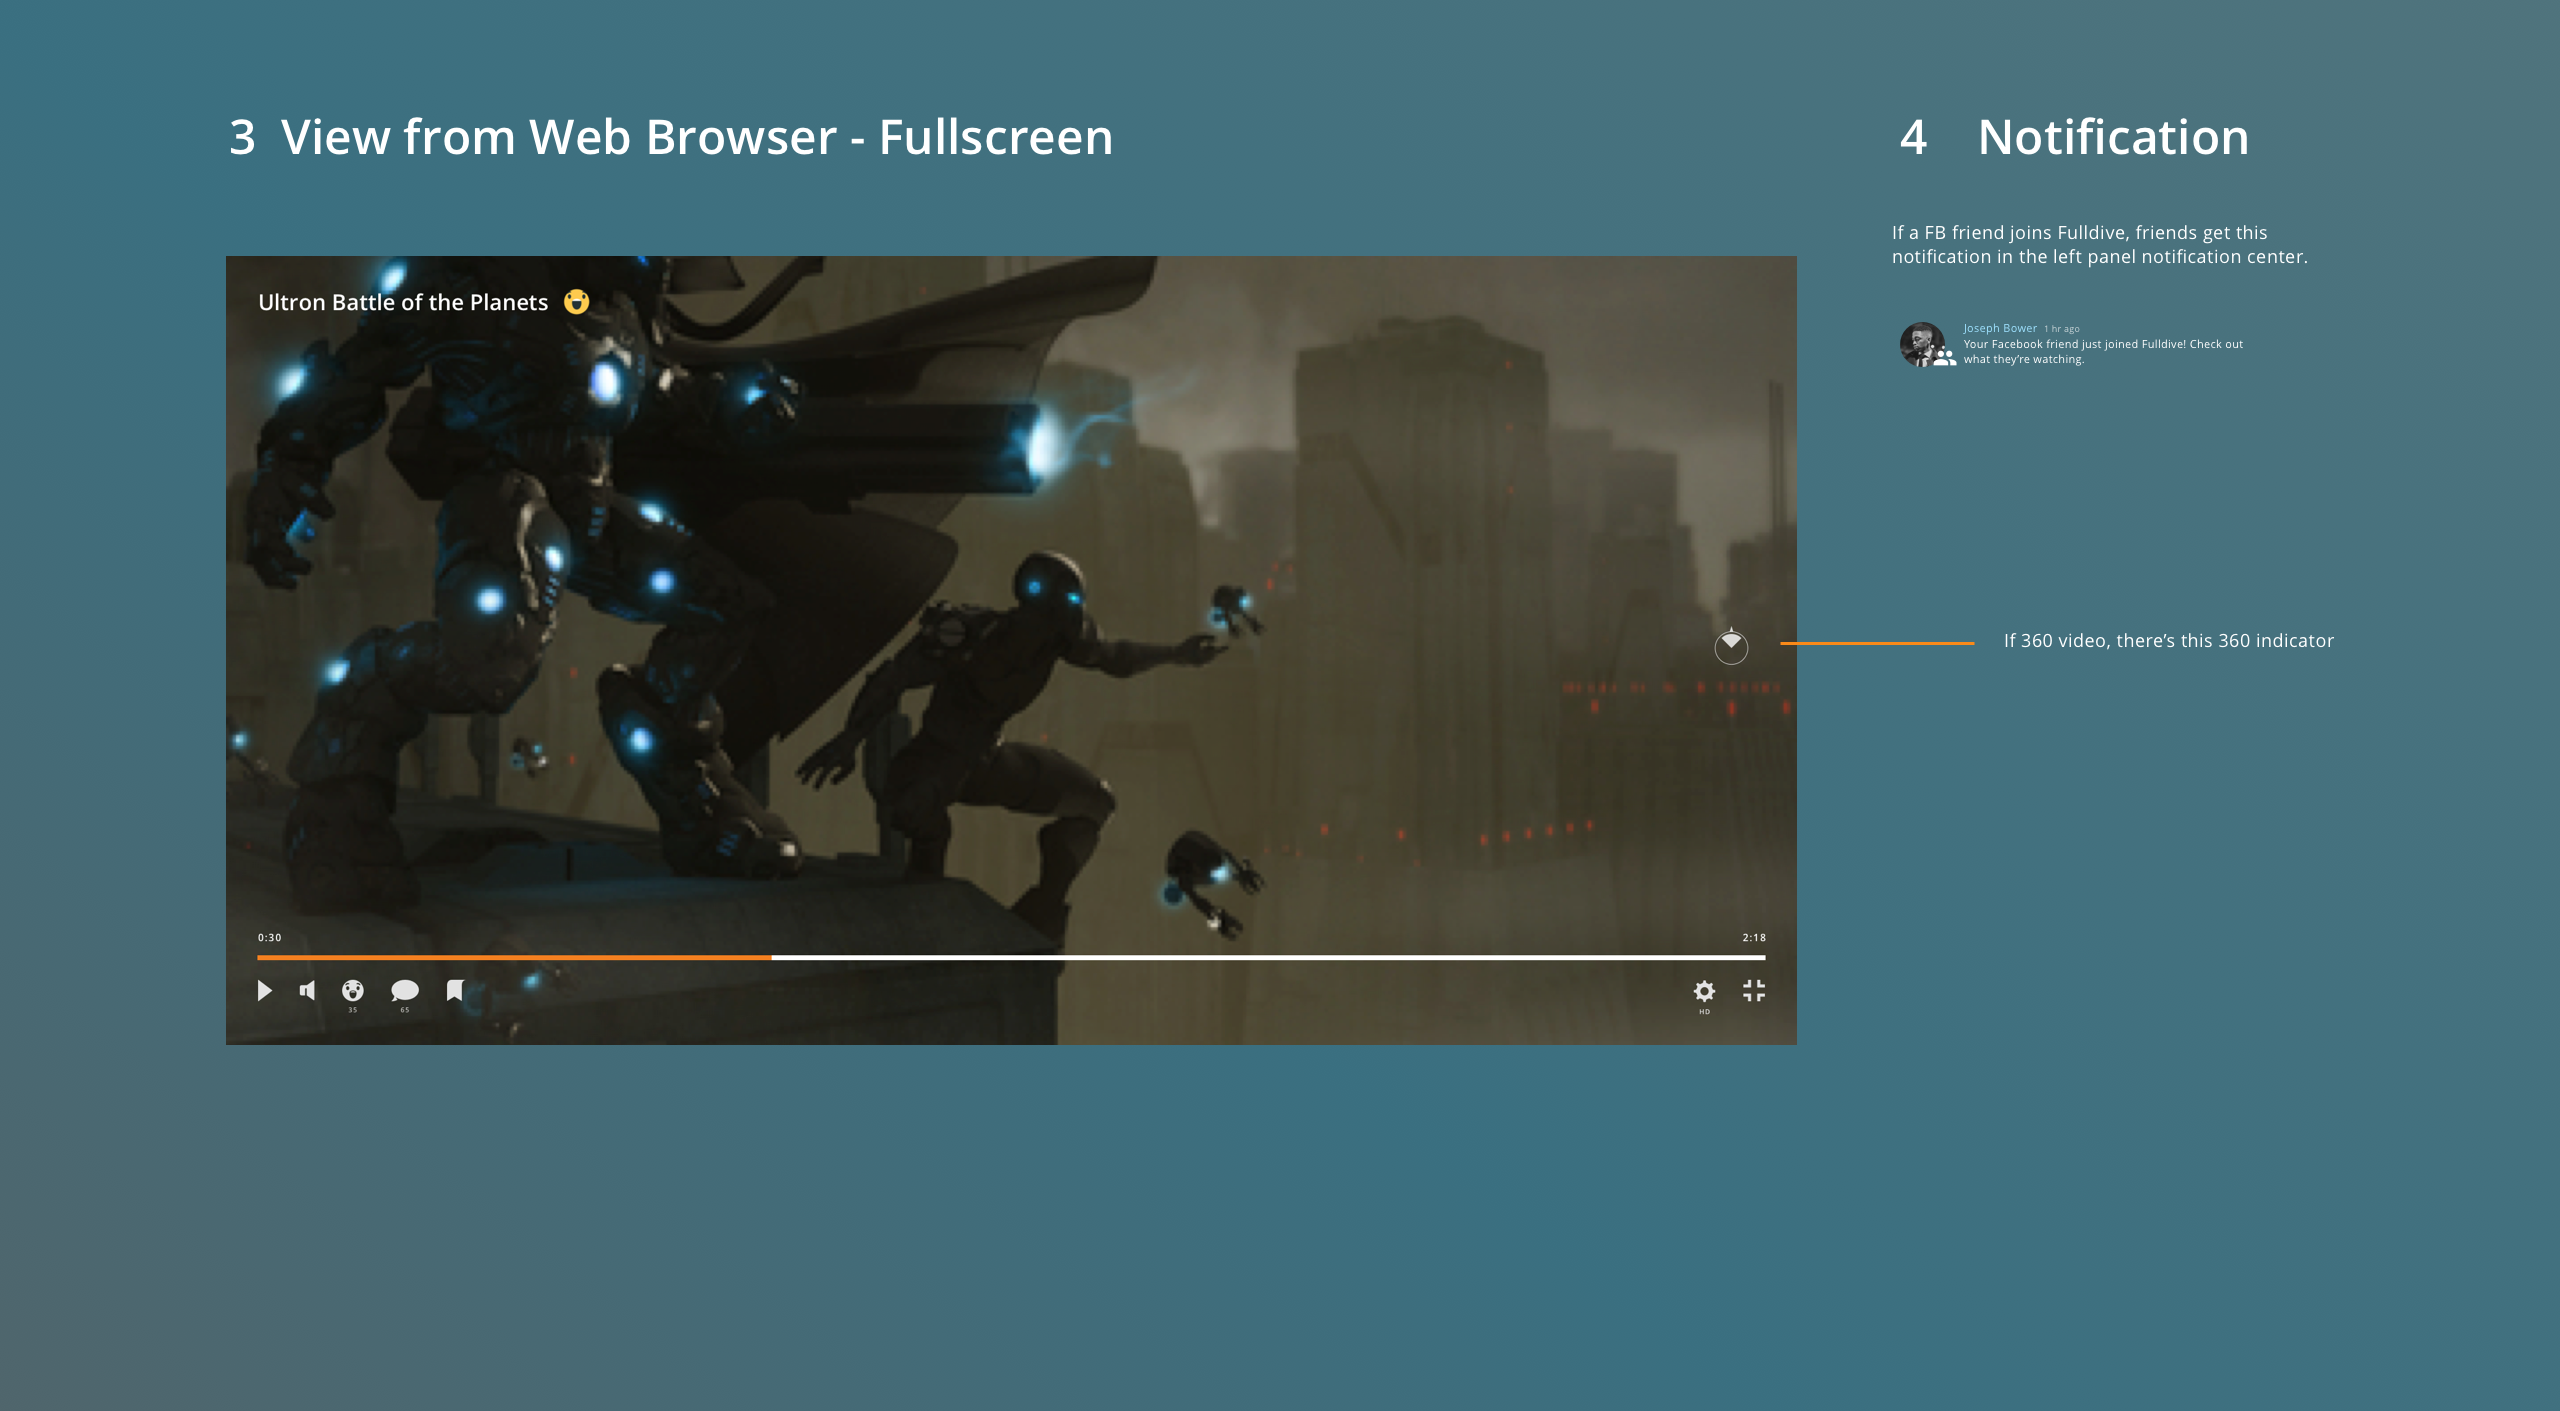 3 View from Web Browser - Fullscreen
Ultron Battle of the Planets
0:30
2:18
35
65
HD
4 Notification
If a FB friend joins Fulldive, friends get this
notification in the left panel notification center.
Joseph Bower 1 hr ago
Your Facebook friend just joined Fulldive! Check out
what they’re watching.
If 360 video, there’s this 360 indicator